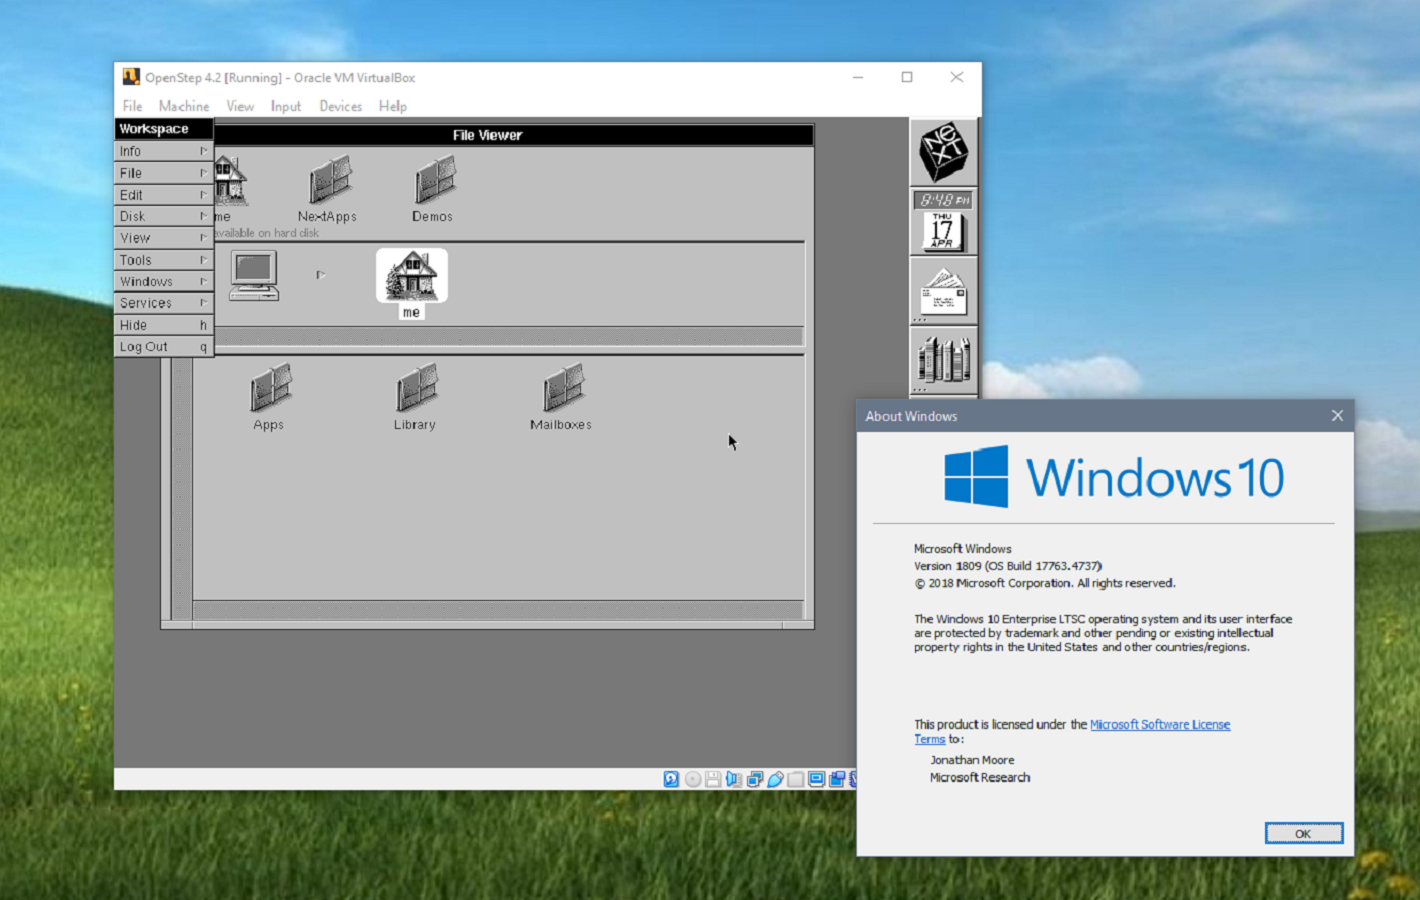 OpenStep 4.2 [Running] - Oracle VM VirtualBox
File Machine View Input Devices Help
Workspace
Info
File
Edit
Disk
View
Tools
Windows
Services
Hide h
Log Out q
File Viewer
me
NextApps
Demos
available on hard disk
me
Apps
Library
Mailboxes
NeXT
8:48 PM
THU
17
APR
About Windows
Windows 10
Microsoft Windows
Version 1809 (OS Build 17763.4737)
© 2018 Microsoft Corporation. All rights reserved.
The Windows 10 Enterprise LTSC operating system and its user interface
are protected by trademark and other pending or existing intellectual
property rights in the United States and other countries/regions.
This product is licensed under the Microsoft Software License
Terms to:
Jonathan Moore
Microsoft Research
OK